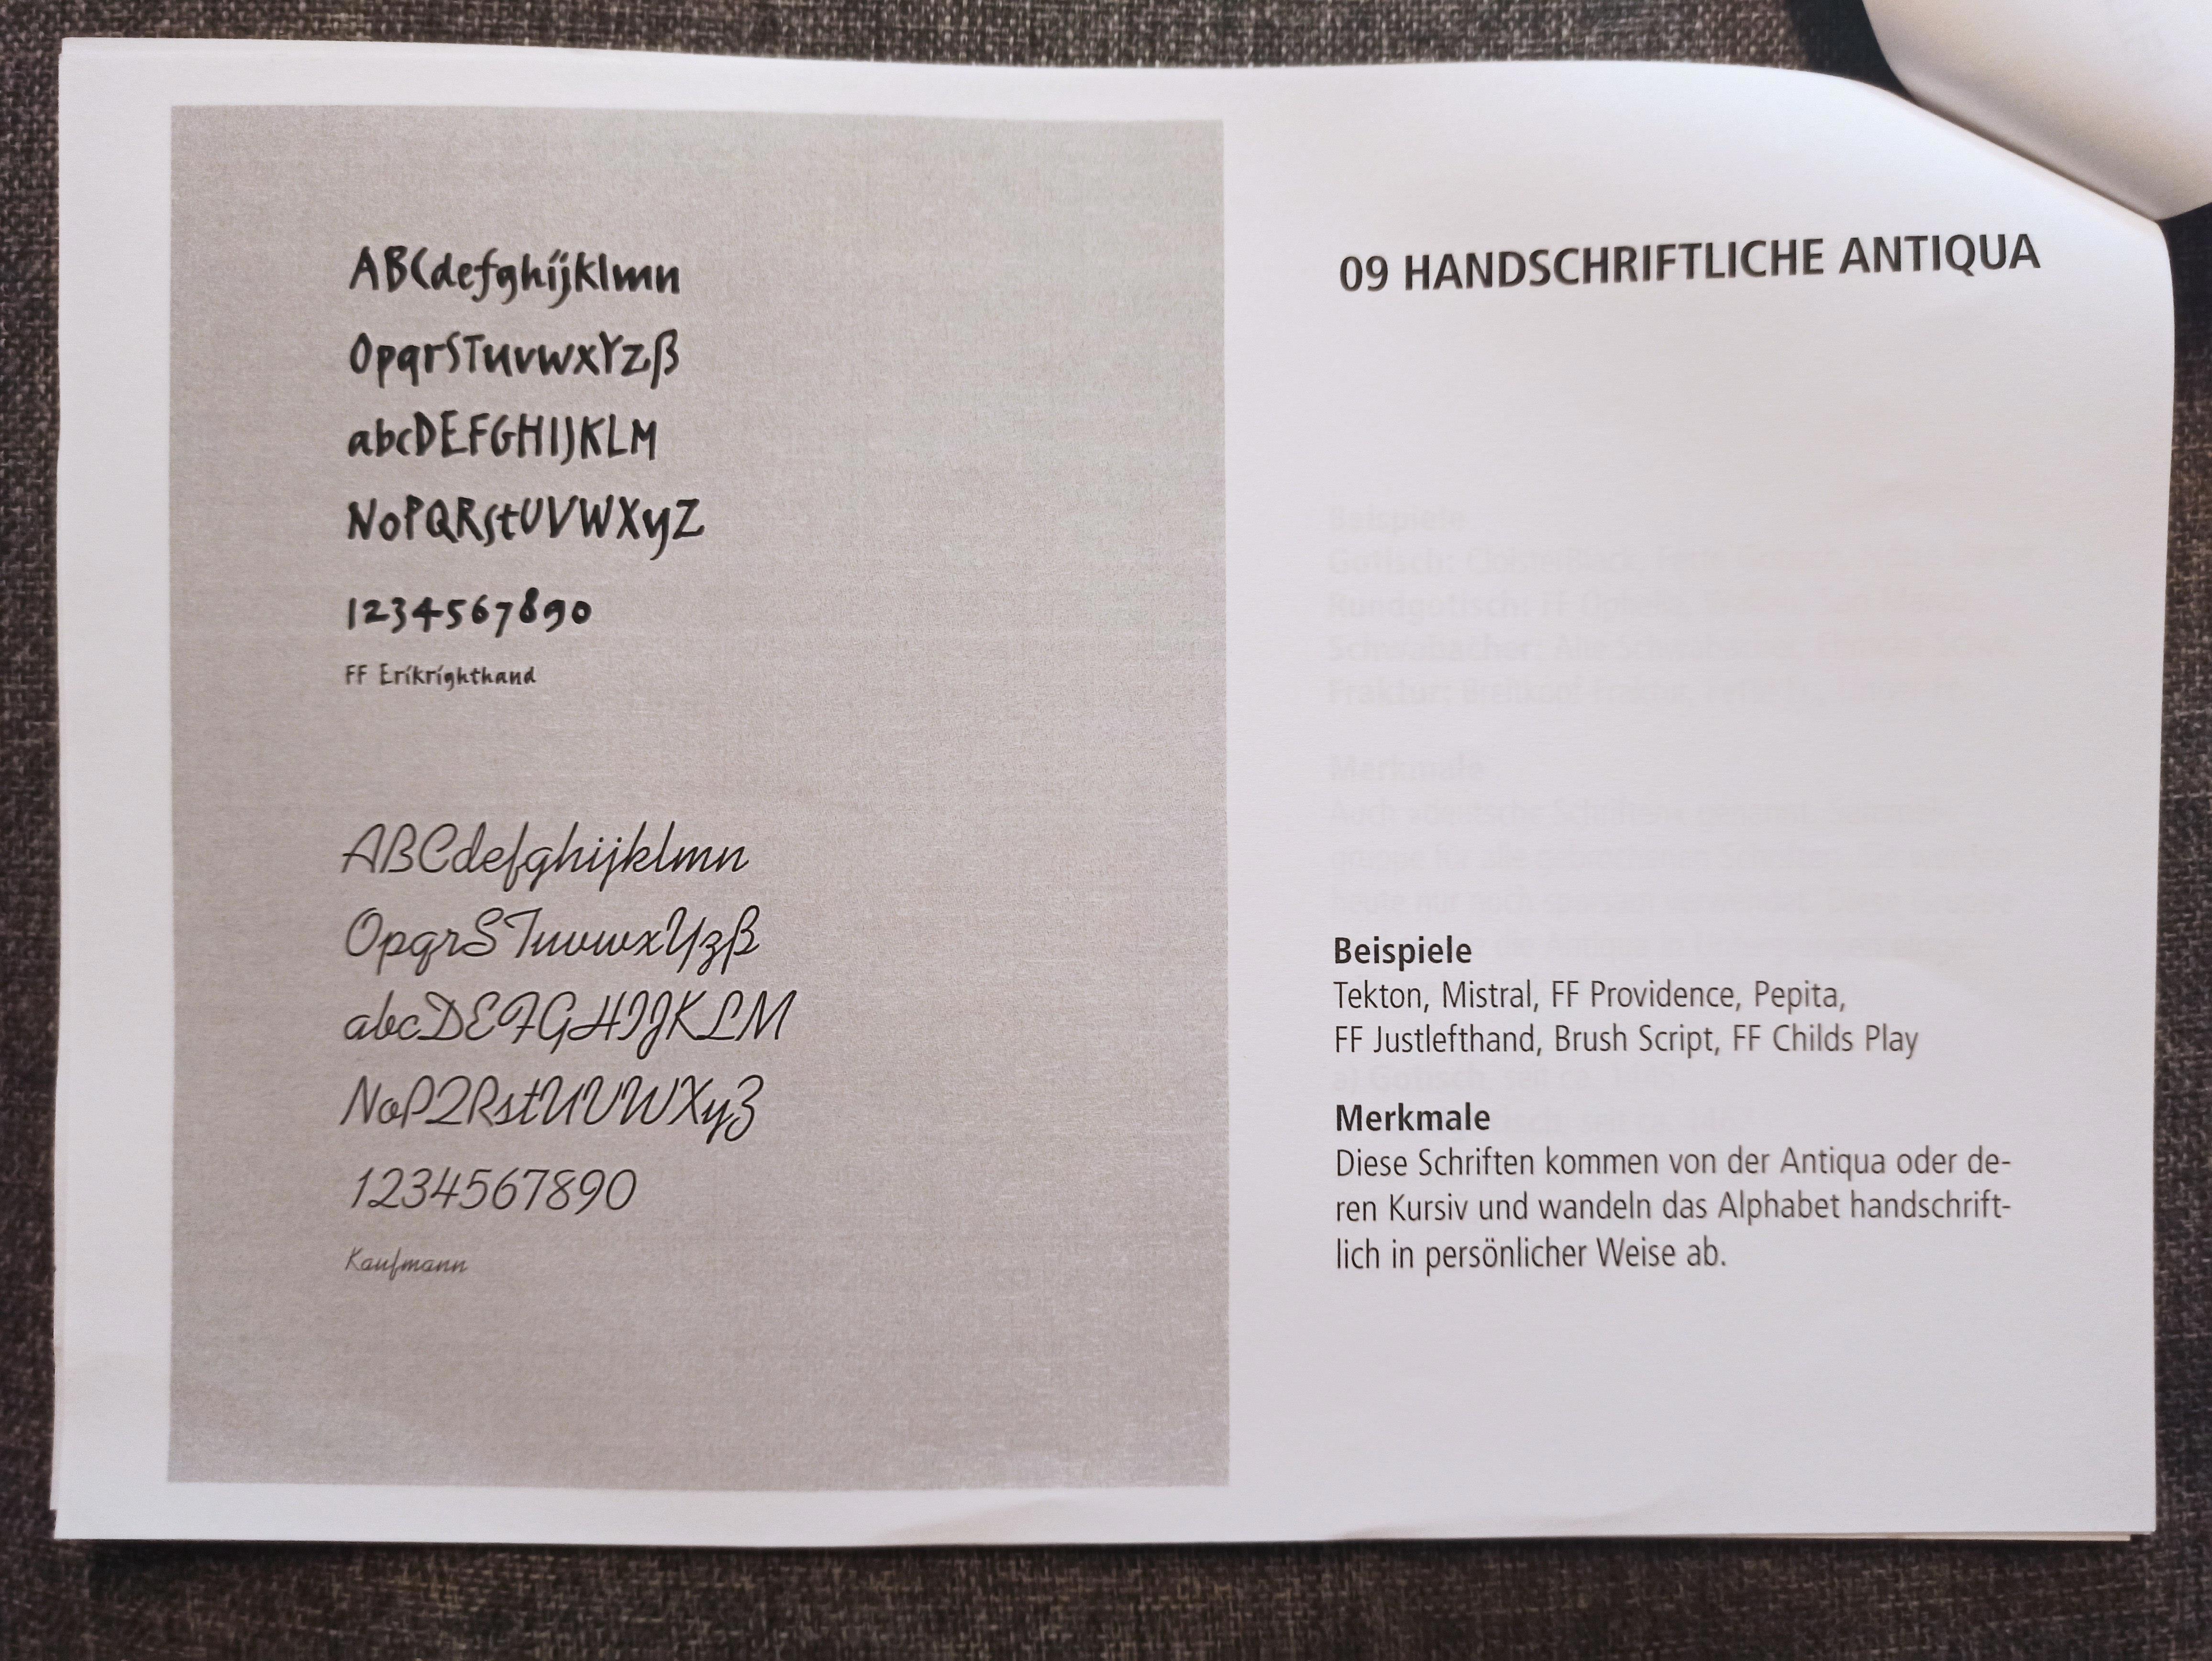 ABCdefghijklmn
OpqrSTuvwxYzß
abcDEFGHIJKLM
NoPQRstUVWXyZ
1234567890
FF Erikrighthand
ABCdefghijklmn
OpqrSTuvwxYzß
abcDEFGHIJKLM
NoPQRstUVWXyZ
1234567890
Kaufmann
09 HANDSCHRIFTLICHE ANTIQUA
Beispiele
Tekton, Mistral, FF Providence, Pepita,
FF Justlefthand, Brush Script, FF Childs Play
Merkmale
Diese Schriften kommen von der Antiqua oder de-
ren Kursiv und wandeln das Alphabet handschrift-
lich in persönlicher Weise ab.